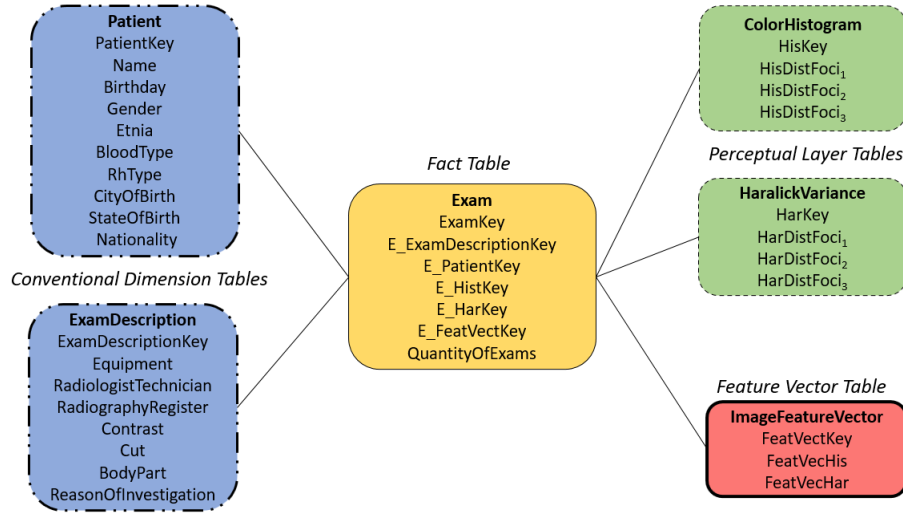 Patient
PatientKey
Name
Birthday
Gender
Etnia
BloodType
RhType
CityOfBirth
StateOfBirth
Nationality
Conventional Dimension Tables
ExamDescription
ExamDescriptionKey
Equipment
RadiologistTechnician
RadiographyRegister
Contrast
Cut
BodyPart
ReasonOfInvestigation
Fact Table
Exam
ExamKey
E_ExamDescriptionKey
E_PatientKey
E_HistKey
E_HarKey
E_FeatVectKey
QuantityOfExams
ColorHistogram
HisKey
HisDistFoci₁
HisDistFoci₂
HisDistFoci₃
Perceptual Layer Tables
HaralickVariance
HarKey
HarDistFoci₁
HarDistFoci₂
HarDistFoci₃
Feature Vector Table
ImageFeatureVector
FeatVectKey
FeatVecHis
FeatVecHar